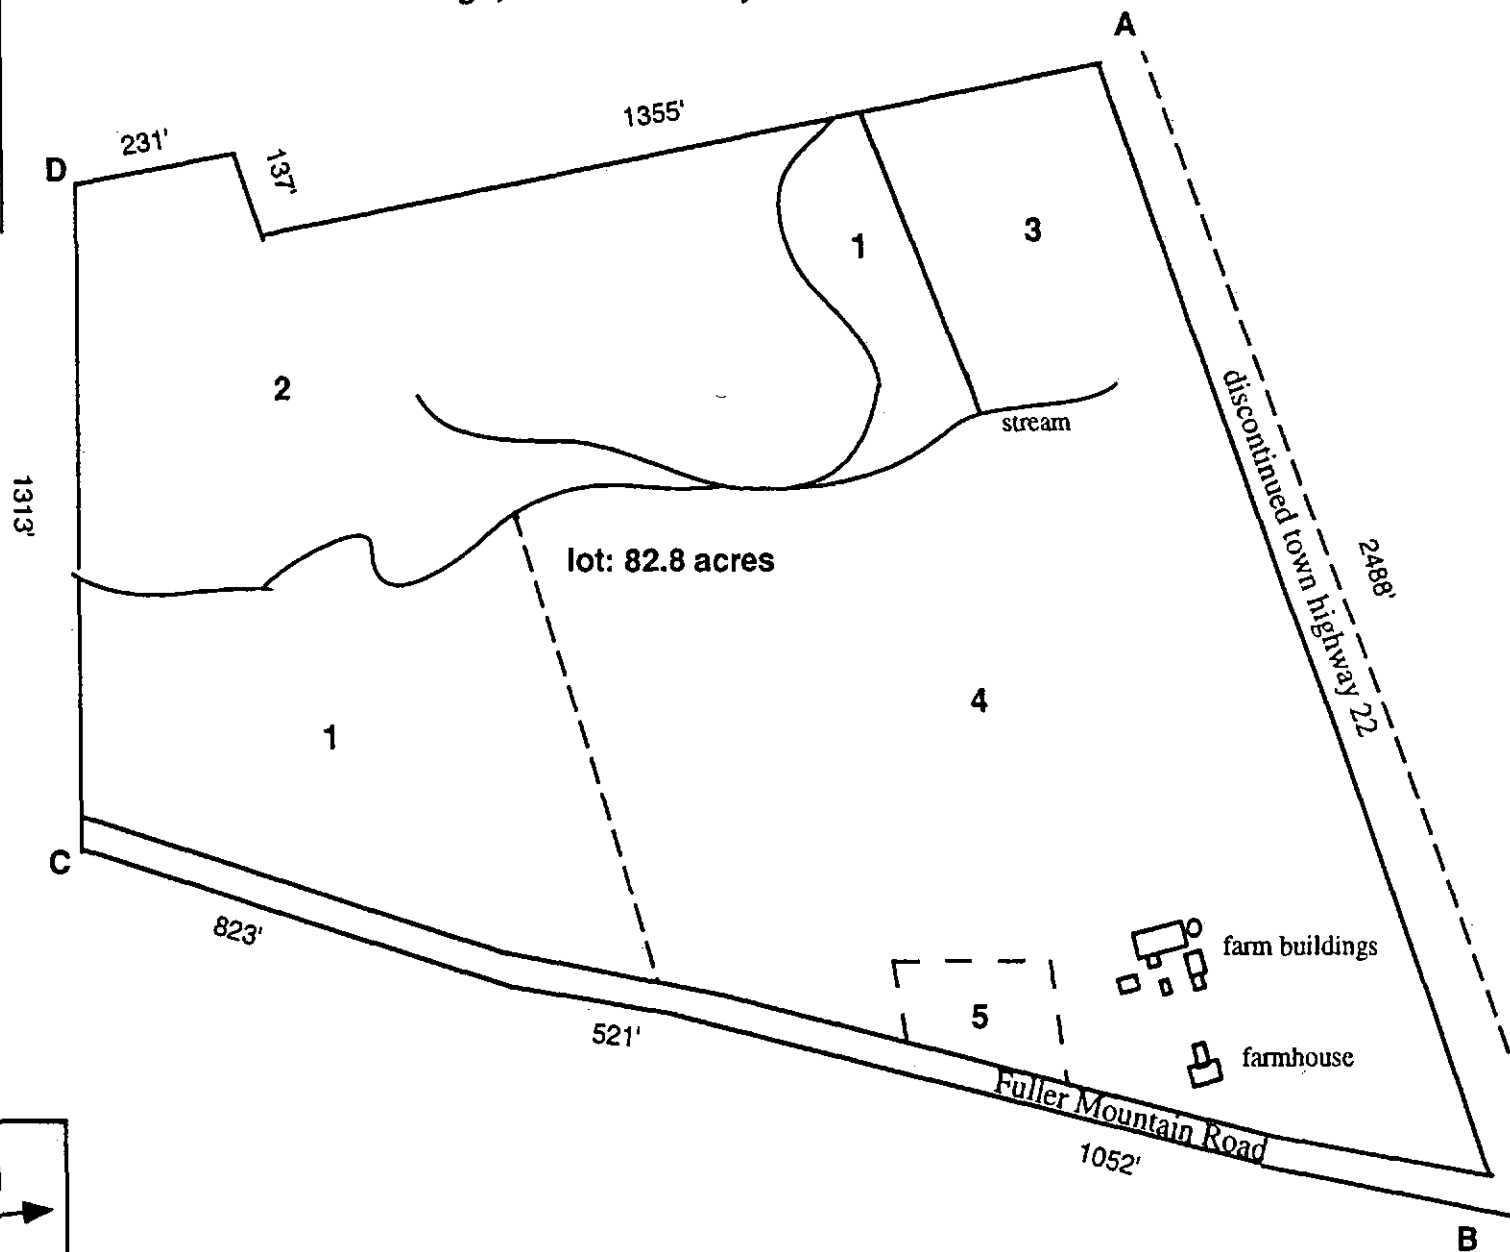 A
1355'
231'
137'
D
1
3
2
stream
discontinued town highway 22
2488'
1313'
lot: 82.8 acres
4
1
C
823'
farm buildings
5
521'
farmhouse
Fuller Mountain Road
1052'
B